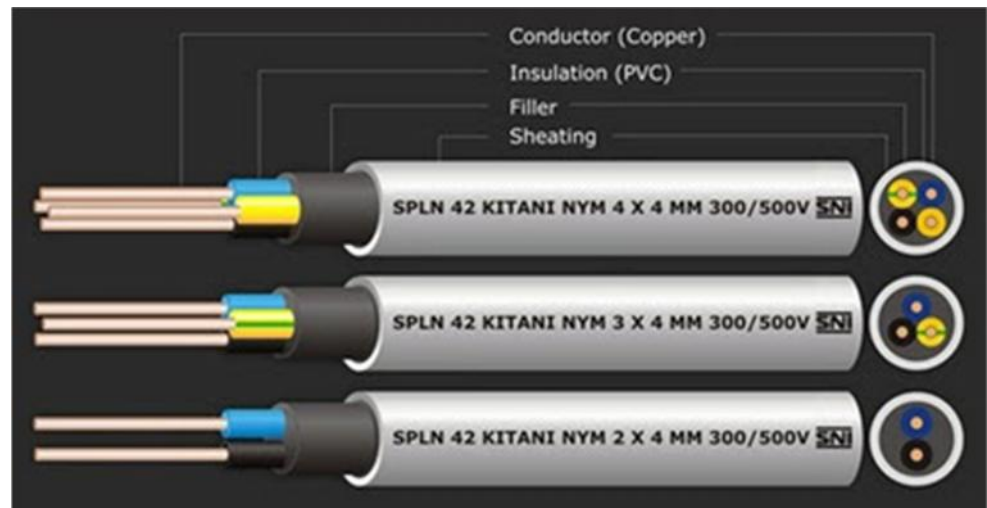 Conductor (Copper)
Insulation (PVC)
Filler
Sheating
SPLN 42 KITANI NYM 4 X 4 MM 300/500V SNI
SPLN 42 KITANI NYM 3 X 4 MM 300/500V SNI
SPLN 42 KITANI NYM 2 X 4 MM 300/500V SNI